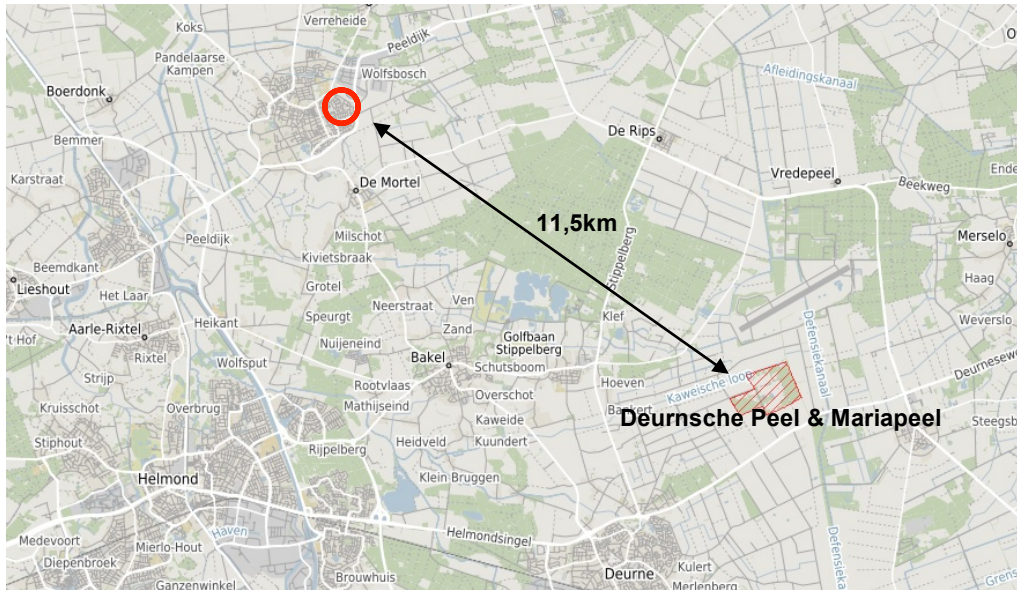 Koks
Verreheide
Peeldijk
Pandelaarse
Kampen
Wolfsbosch
Afleidingskanaal
Boerdonk
De Rips
Bemmer
Vredepeel
Ende
Beekweg
Karstraat
De Mortel
11,5km
Peeldijk
Milschot
Merselo
Kivietsbraak
Stippelberg
Beemdkant
Haag
Lieshout
Het Laar
Grotel
Neerstraat
Ven
Speurgt
Klef
Weverslo
Heikant
Zand
Golfbaan
Stippelberg
Defensiekanaal
't Hof
Aarle-Rixtel
Nuijeneind
Rixtel
Wolfsput
Bakel
Schutsboom
Deurneseweg
Strijp
Rootvlaas
Hoeven
Kaweische loop
Overschot
Kruisschot
Overbrug
Mathijseind
Kaweide
Deurnsche Peel & Mariapeel
Steegsb
Stiphout
Heidveld
Kuundert
Rijpelberg
Helmond
Klein Bruggen
Haven
Helmondsingel
Medevoort
Mierlo-Hout
Defensieka
Diepenbroek
Kulert
Brouwhuis
Deurne
Ganzenwinkel
Merlenberg
Grens